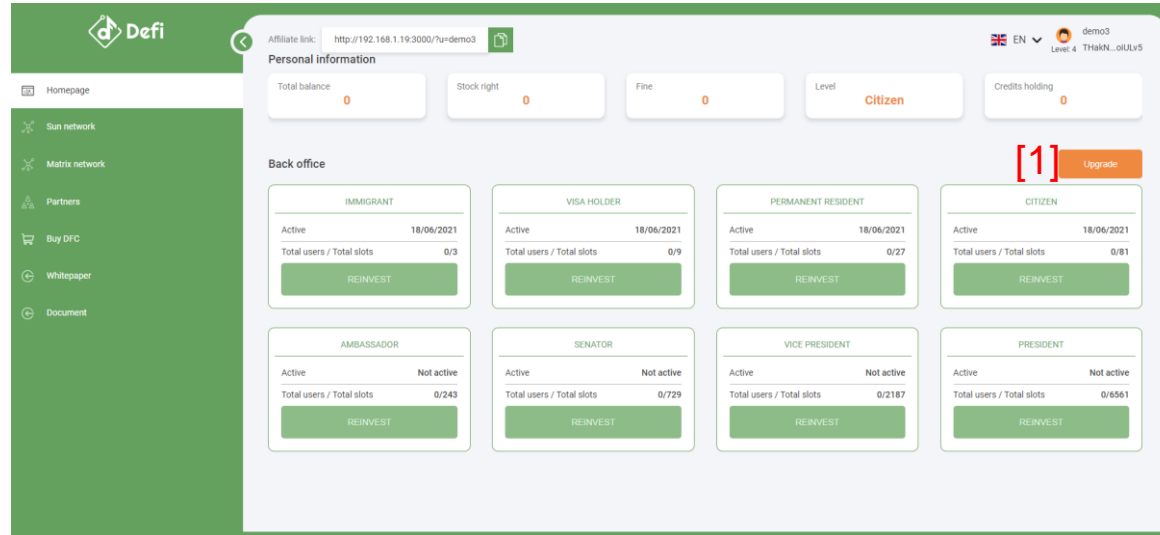 Defi
Affiliate link: http://192.168.1.19:3000/?u=demo3
EN
demo3
Level: 4 THakN...oiULv5
Personal information
Total balance
0
Stock right
0
Fine
0
Level
Citizen
Credits holding
0
Homepage
Sun network
Matrix network
Partners
Buy DFC
Whitepaper
Document
Back office
[1]
Upgrade
IMMIGRANT
Active 18/06/2021
Total users / Total slots 0/3
REINVEST
VISA HOLDER
Active 18/06/2021
Total users / Total slots 0/9
REINVEST
PERMANENT RESIDENT
Active 18/06/2021
Total users / Total slots 0/27
REINVEST
CITIZEN
Active 18/06/2021
Total users / Total slots 0/81
REINVEST
AMBASSADOR
Active Not active
Total users / Total slots 0/243
REINVEST
SENATOR
Active Not active
Total users / Total slots 0/729
REINVEST
VICE PRESIDENT
Active Not active
Total users / Total slots 0/2187
REINVEST
PRESIDENT
Active Not active
Total users / Total slots 0/6561
REINVEST